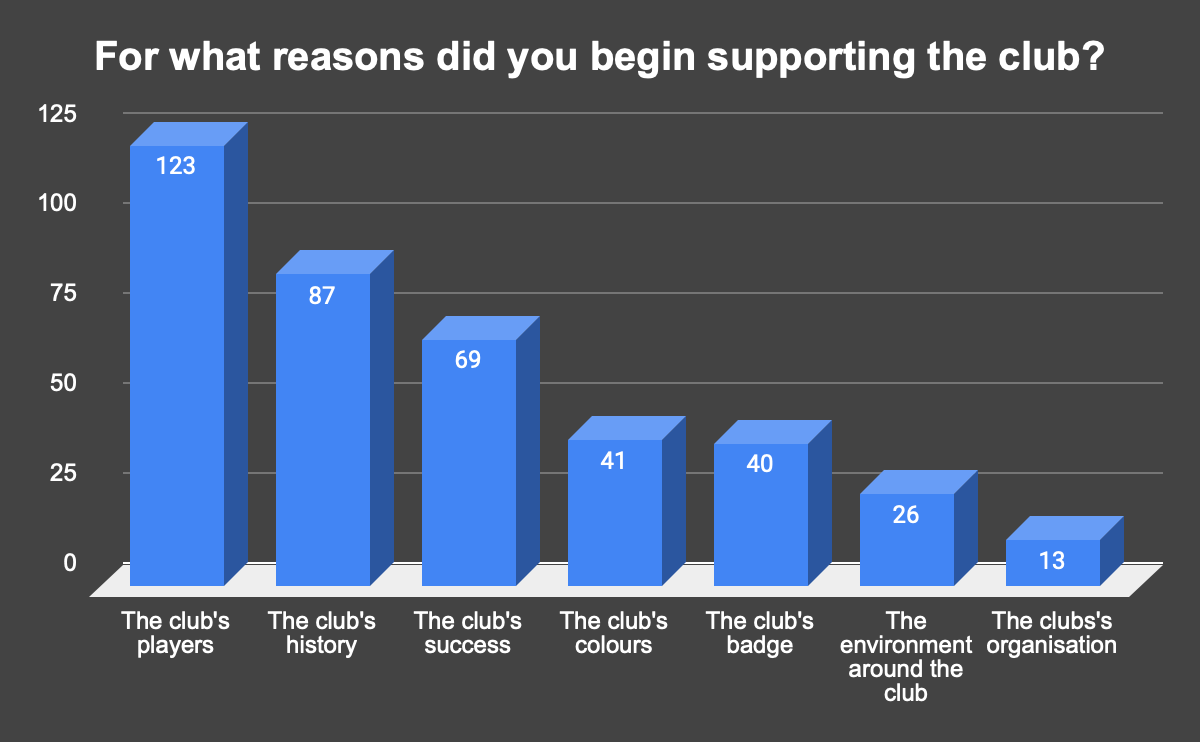 For what reasons did you begin supporting the club?
125
100
75
50
25
0
123
87
69
41
40
26
13
The club's
players
The club's
history
The club's
success
The club's
colours
The club's
badge
The
environment
around the
club
The clubs's
organisation